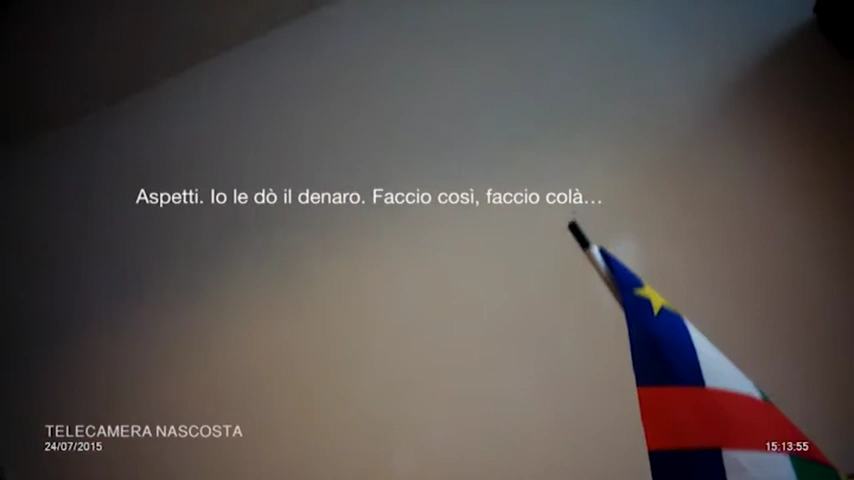 Aspetti. Io le dò il denaro. Faccio così, faccio colà…
TELECAMERA NASCOSTA
24/07/2015
15:13:55